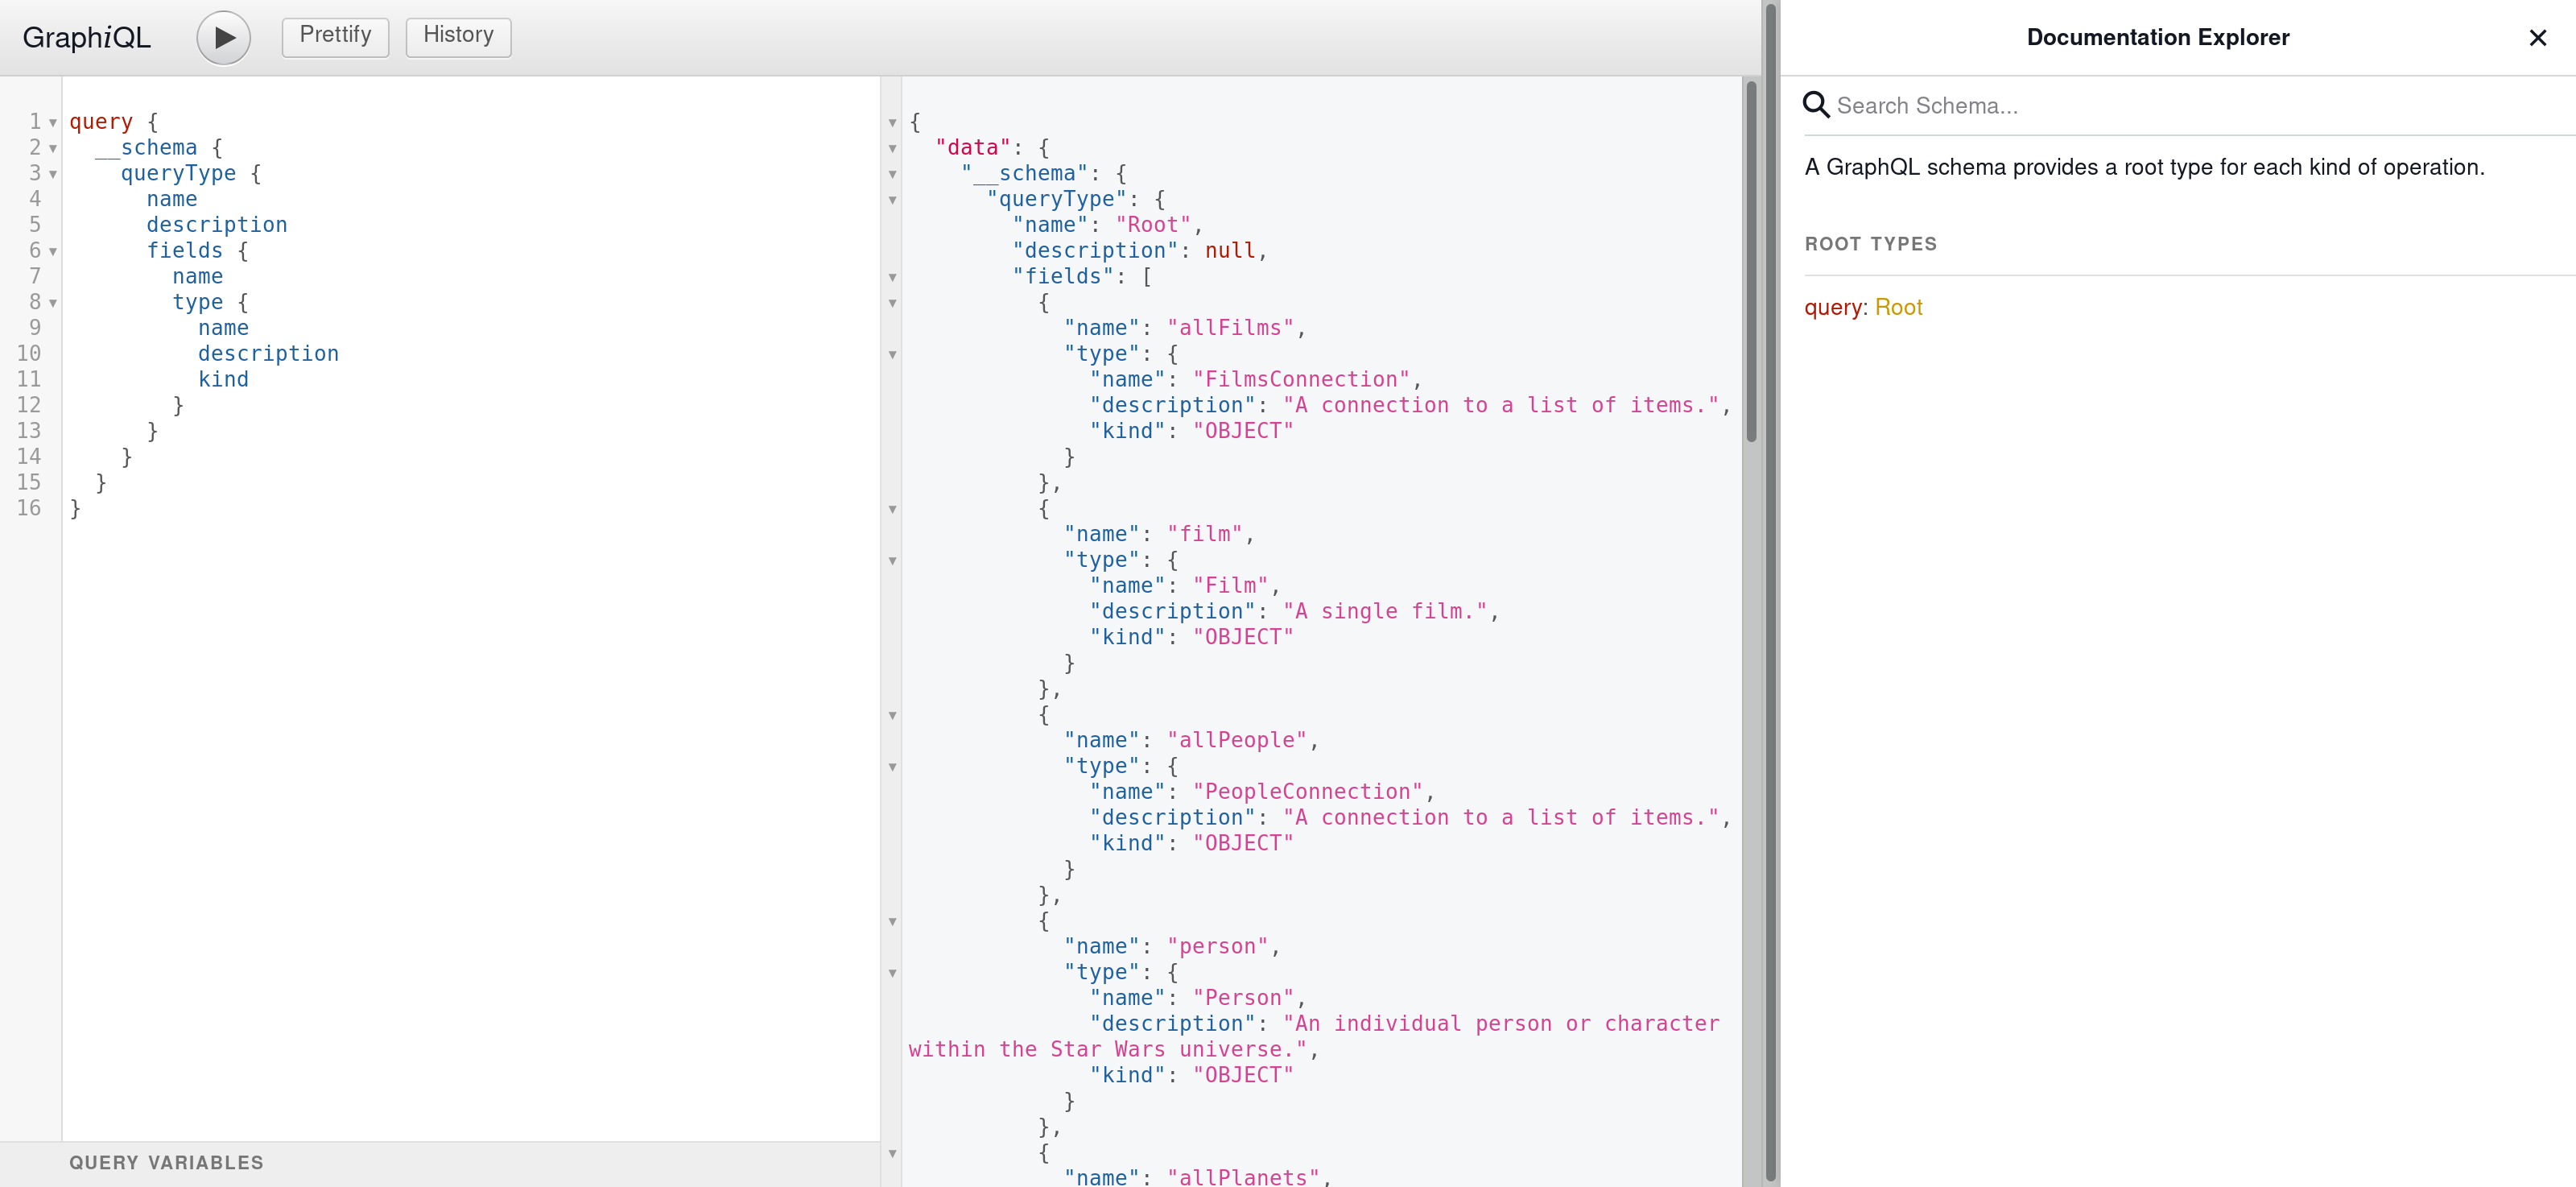 GraphiQL
Prettify
History
1 query {
2   __schema {
3     queryType {
4       name
5       description
6       fields {
7         name
8         type {
9           name
10           description
11           kind
12         }
13       }
14     }
15   }
16 }
QUERY VARIABLES
{
  "data": {
    "__schema": {
      "queryType": {
        "name": "Root",
        "description": null,
        "fields": [
          {
            "name": "allFilms",
            "type": {
              "name": "FilmsConnection",
              "description": "A connection to a list of items.",
              "kind": "OBJECT"
            }
          },
          {
            "name": "film",
            "type": {
              "name": "Film",
              "description": "A single film.",
              "kind": "OBJECT"
            }
          },
          {
            "name": "allPeople",
            "type": {
              "name": "PeopleConnection",
              "description": "A connection to a list of items.",
              "kind": "OBJECT"
            }
          },
          {
            "name": "person",
            "type": {
              "name": "Person",
              "description": "An individual person or character
within the Star Wars universe.",
              "kind": "OBJECT"
            }
          },
          {
            "name": "allPlanets",
Documentation Explorer
Search Schema...
A GraphQL schema provides a root type for each kind of operation.
ROOT TYPES
query: Root